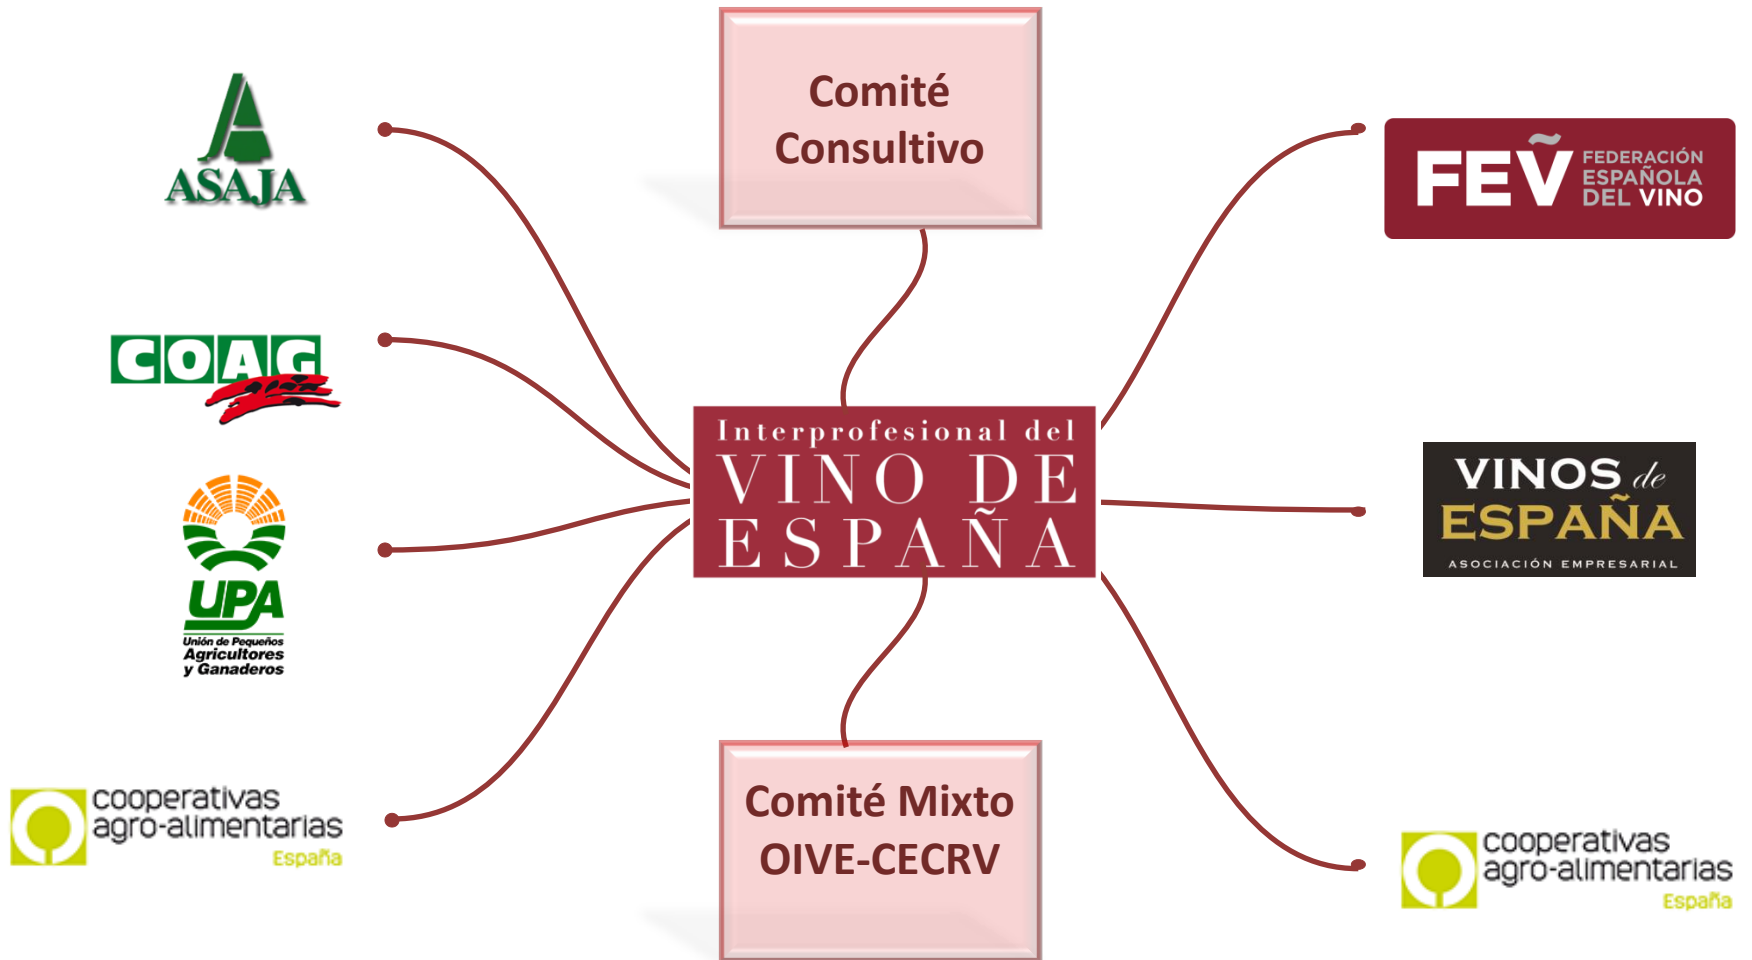 Comité
Consultivo
ASAJA
FEV
FEDERACIÓN
ESPAÑOLA
DEL VINO
COAG
Interprofesional del
VINO DE
ESPAÑA
VINOS de
ESPAÑA
ASOCIACIÓN EMPRESARIAL
UPA
Unión de Pequeños
Agricultores
y Ganaderos
cooperativas
agro-alimentarias
España
Comité Mixto
OIVE-CECRV
cooperativas
agro-alimentarias
España